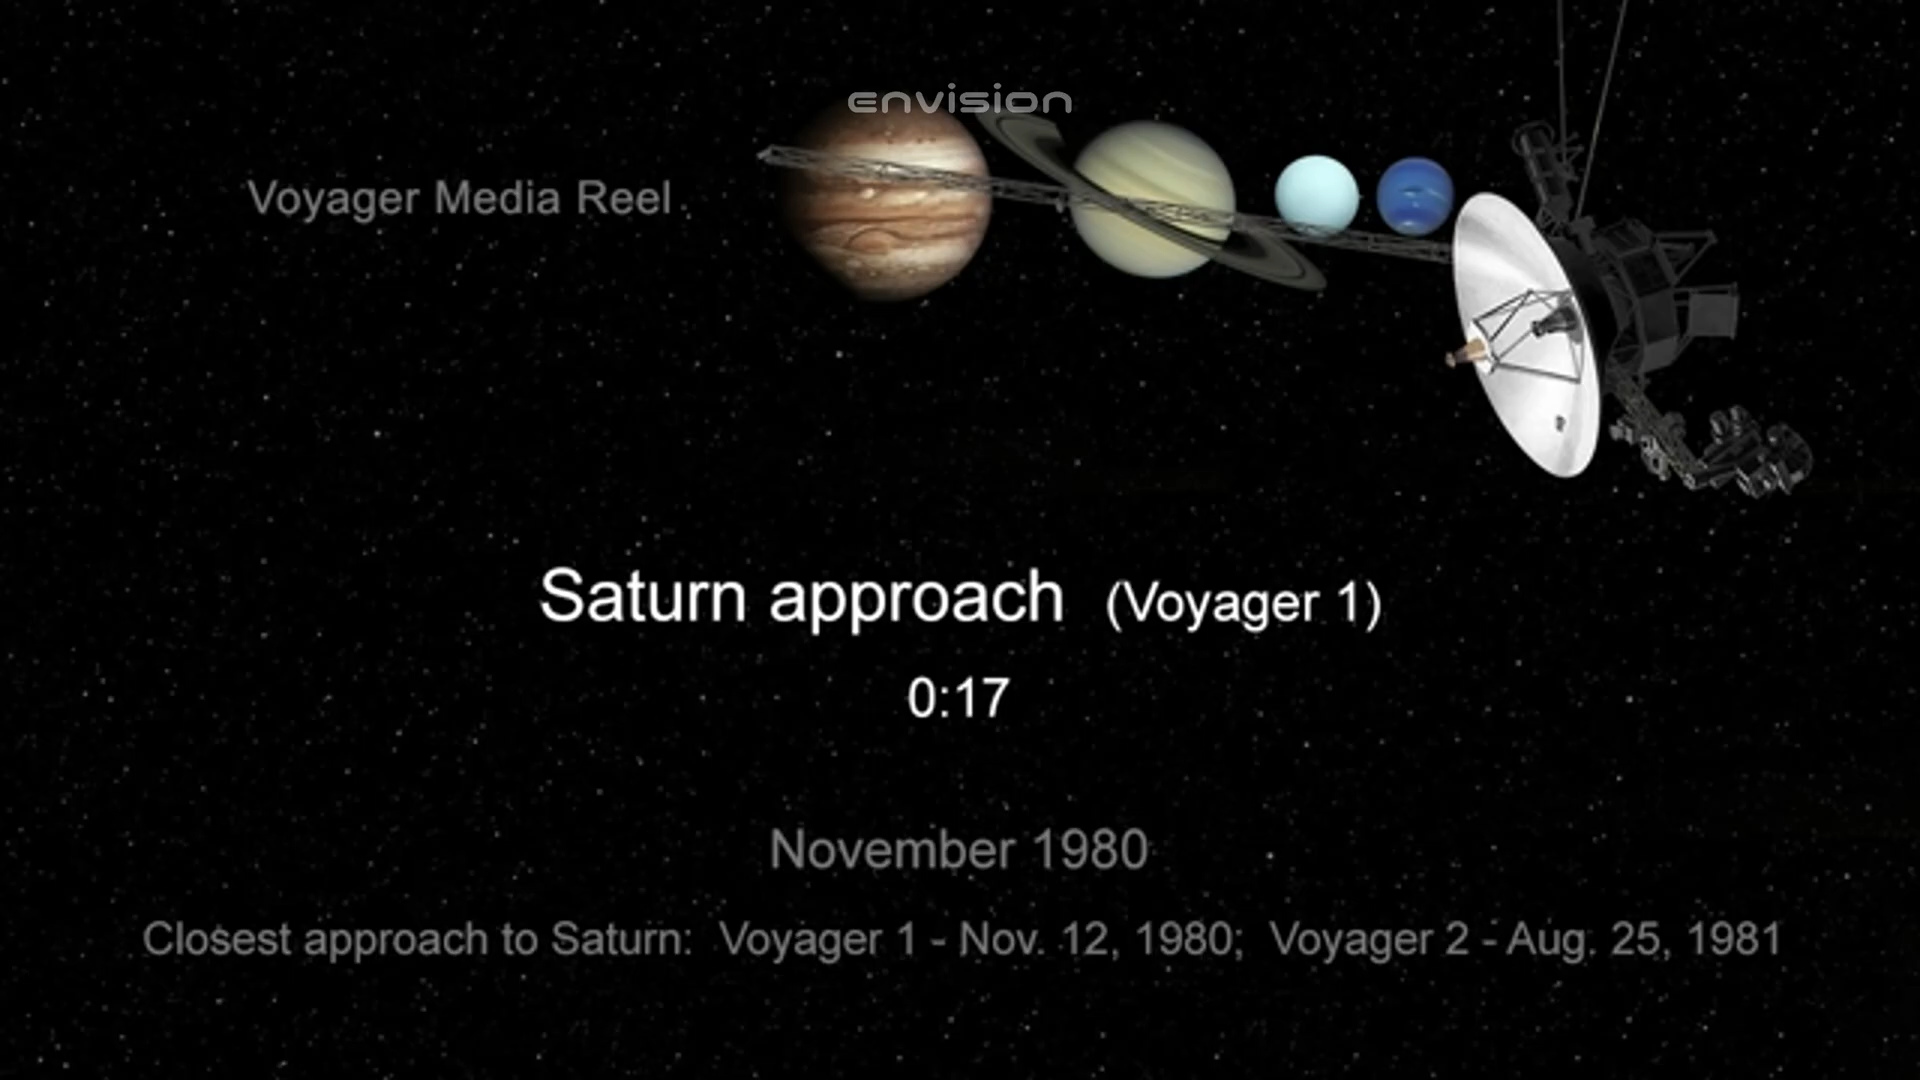 envision
Voyager Media Reel
Saturn approach (Voyager 1)
0:17
November 1980
Closest approach to Saturn: Voyager 1 - Nov. 12, 1980; Voyager 2 - Aug. 25, 1981